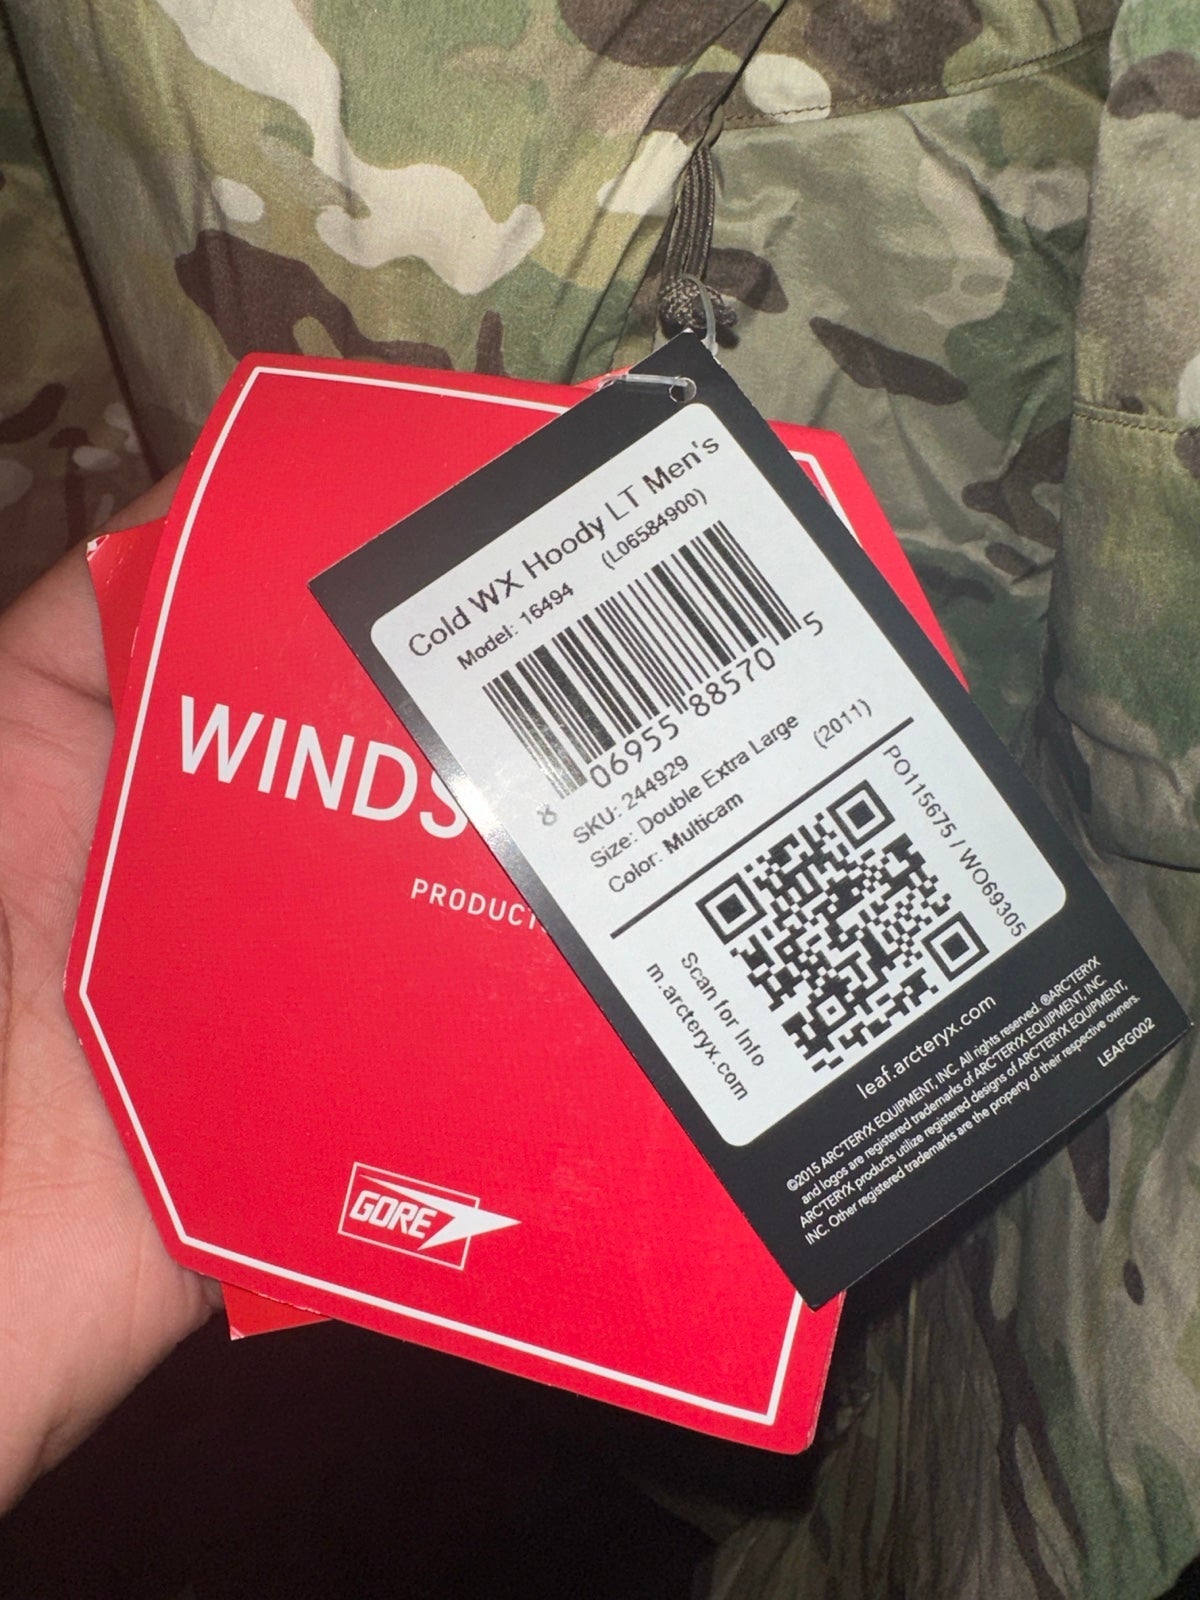 WINDS
PRODUCT
GORE
Cold WX Hoody LT Men's
Model: 16494 (L06584900)
8 06955 88570 5
SKU: 244929
Size: Double Extra Large
Color: Multicam (2011)
PO115675 / WO69305
Scan for Info
m.arcteryx.com
leaf.arcteryx.com
©2015 ARC'TERYX EQUIPMENT, INC. All rights reserved. ®ARC'TERYX
and logos are registered trademarks of ARC'TERYX EQUIPMENT, INC.
ARC'TERYX products utilize registered designs of ARC'TERYX EQUIPMENT,
INC. Other registered trademarks are the property of their respective owners.
LEAFG002